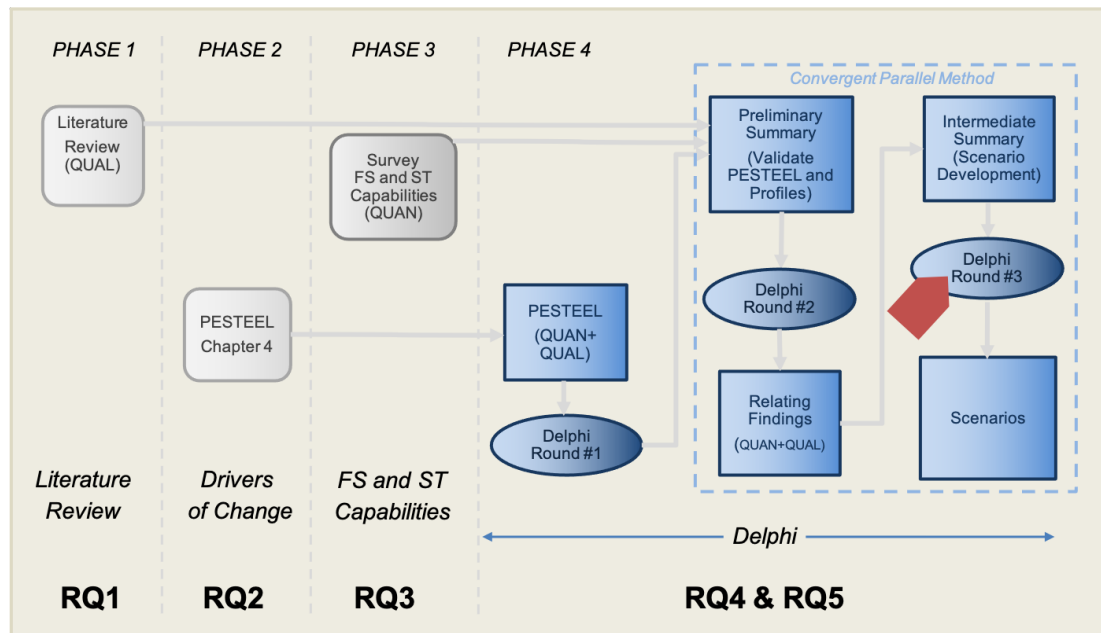 PHASE 1
PHASE 2
PHASE 3
PHASE 4
Convergent Parallel Method
Literature
Review
(QUAL)
Survey
FS and ST
Capabilities
(QUAN)
Preliminary
Summary
(Validate
PESTEEL and
Profiles)
Intermediate
Summary
(Scenario
Development)
PESTEEL
Chapter 4
PESTEEL
(QUAN+
QUAL)
Delphi
Round #1
Delphi
Round #2
Relating
Findings
(QUAN+QUAL)
Delphi
Round #3
Scenarios
Literature
Review
Drivers
of Change
FS and ST
Capabilities
Delphi
RQ1
RQ2
RQ3
RQ4 & RQ5